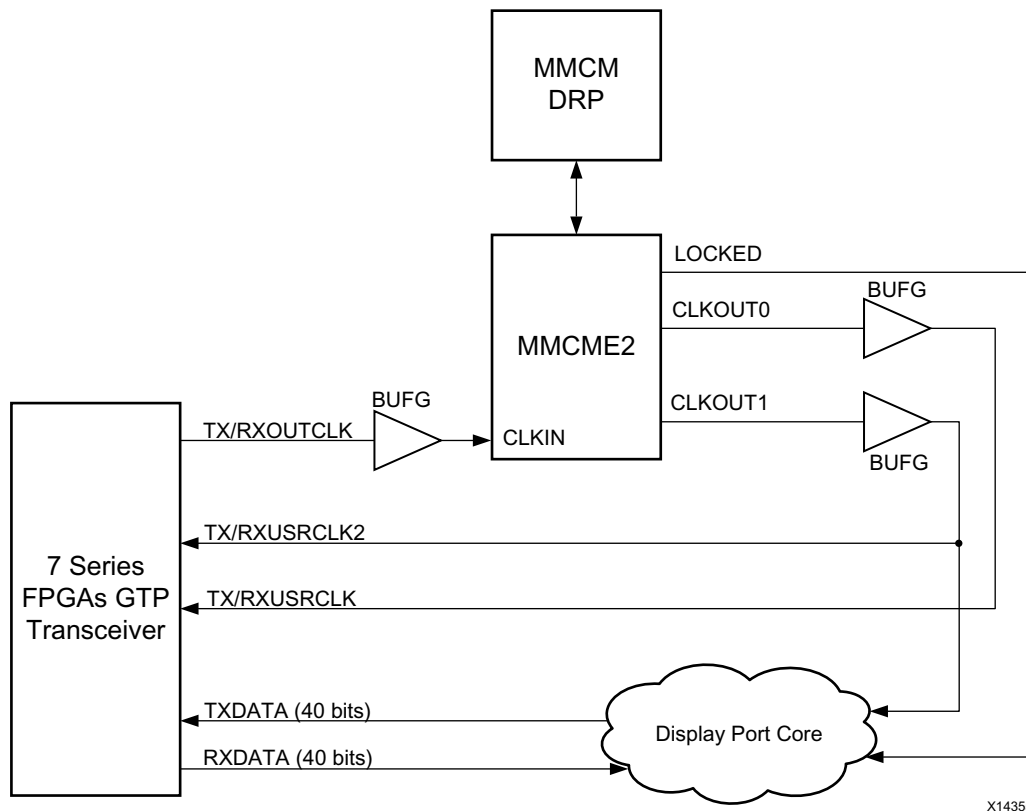 MMCM
DRP
LOCKED
BUFG
CLKOUT0
MMCME2
BUFG
CLKOUT1
TX/RXOUTCLK
CLKIN
BUFG
TX/RXUSRCLK2
7 Series
FPGAs GTP
Transceiver
TX/RXUSRCLK
TXDATA (40 bits)
Display Port Core
RXDATA (40 bits)
X1435